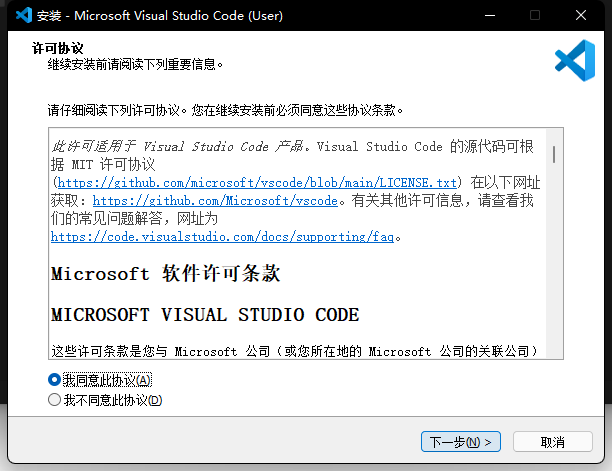 安装 - Microsoft Visual Studio Code (User)
许可协议
继续安装前请阅读下列重要信息。
请仔细阅读下列许可协议。您在继续安装前必须同意这些协议条款。
此许可适用于 Visual Studio Code 产品。Visual Studio Code 的源代码可根
据 MIT 许可协议
(https://github.com/microsoft/vscode/blob/main/LICENSE.txt) 在以下网址
获取：https://github.com/Microsoft/vscode。有关其他许可信息，请查看我
们的常见问题解答，网址为
https://code.visualstudio.com/docs/supporting/faq。
Microsoft 软件许可条款
MICROSOFT VISUAL STUDIO CODE
这些许可条款是您与 Microsoft 公司（或您所在地的 Microsoft 公司的关联公司）
我同意此协议(A)
我不同意此协议(D)
下一步(N) >
取消